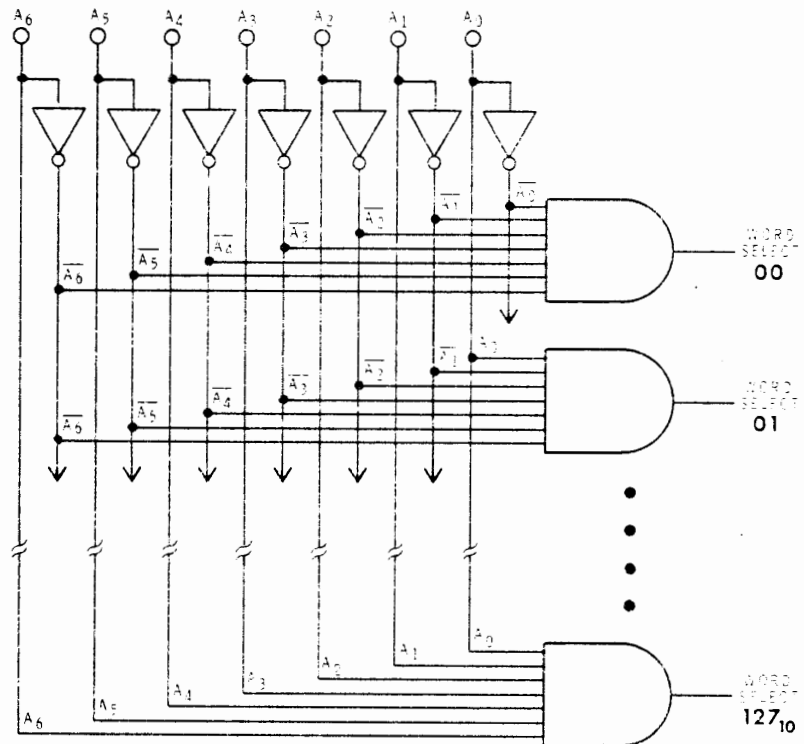 A6 A5 A4 A3 A2 A1 A0
A̅0̅
A̅1̅
A̅2̅
A̅3̅
A̅4̅
A̅5̅
A̅6̅
WORD
SELECT
00
A0
A̅1̅
A̅2̅
A̅3̅
A̅4̅
A̅5̅
A̅6̅
WORD
SELECT
01
A0
A1
A2
A3
A4
A5
A6
WORD
SELECT
127₁₀